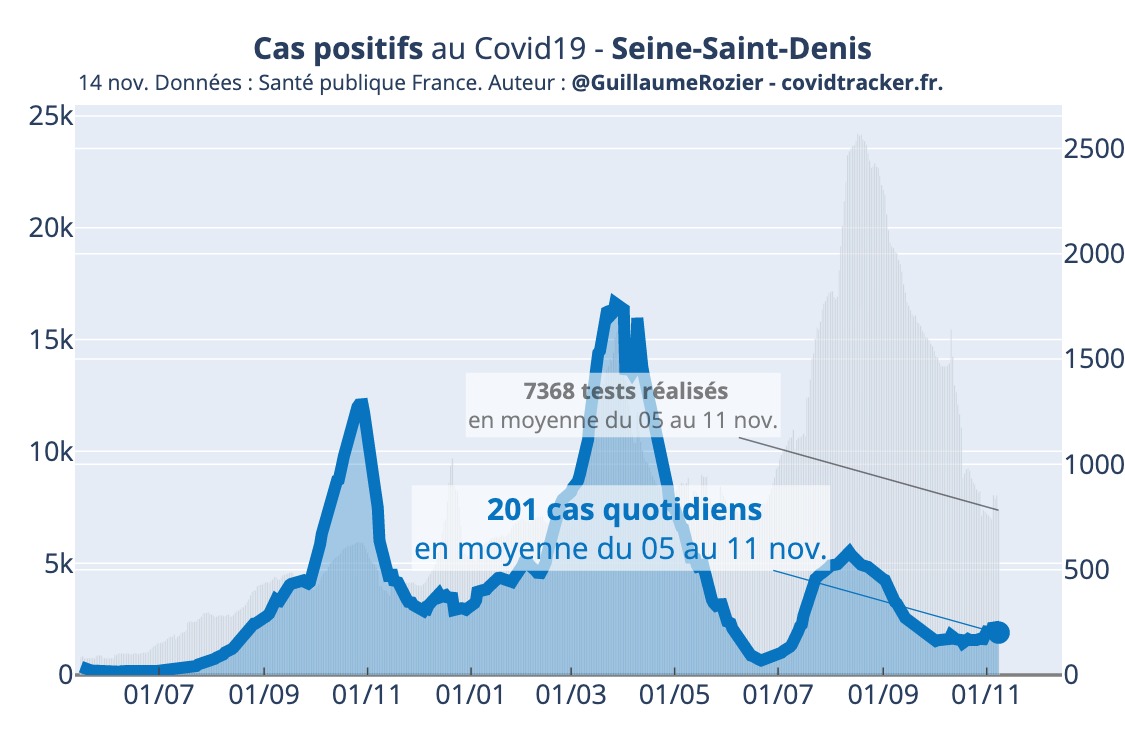 Cas positifs au Covid19 - Seine-Saint-Denis
14 nov. Données : Santé publique France. Auteur : @GuillaumeRozier - covidtracker.fr.
25k
20k
15k
10k
5k
0
2500
2000
1500
1000
500
0
7368 tests réalisés
en moyenne du 05 au 11 nov.
201 cas quotidiens
en moyenne du 05 au 11 nov.
01/07 01/09 01/11 01/01 01/03 01/05 01/07 01/09 01/11